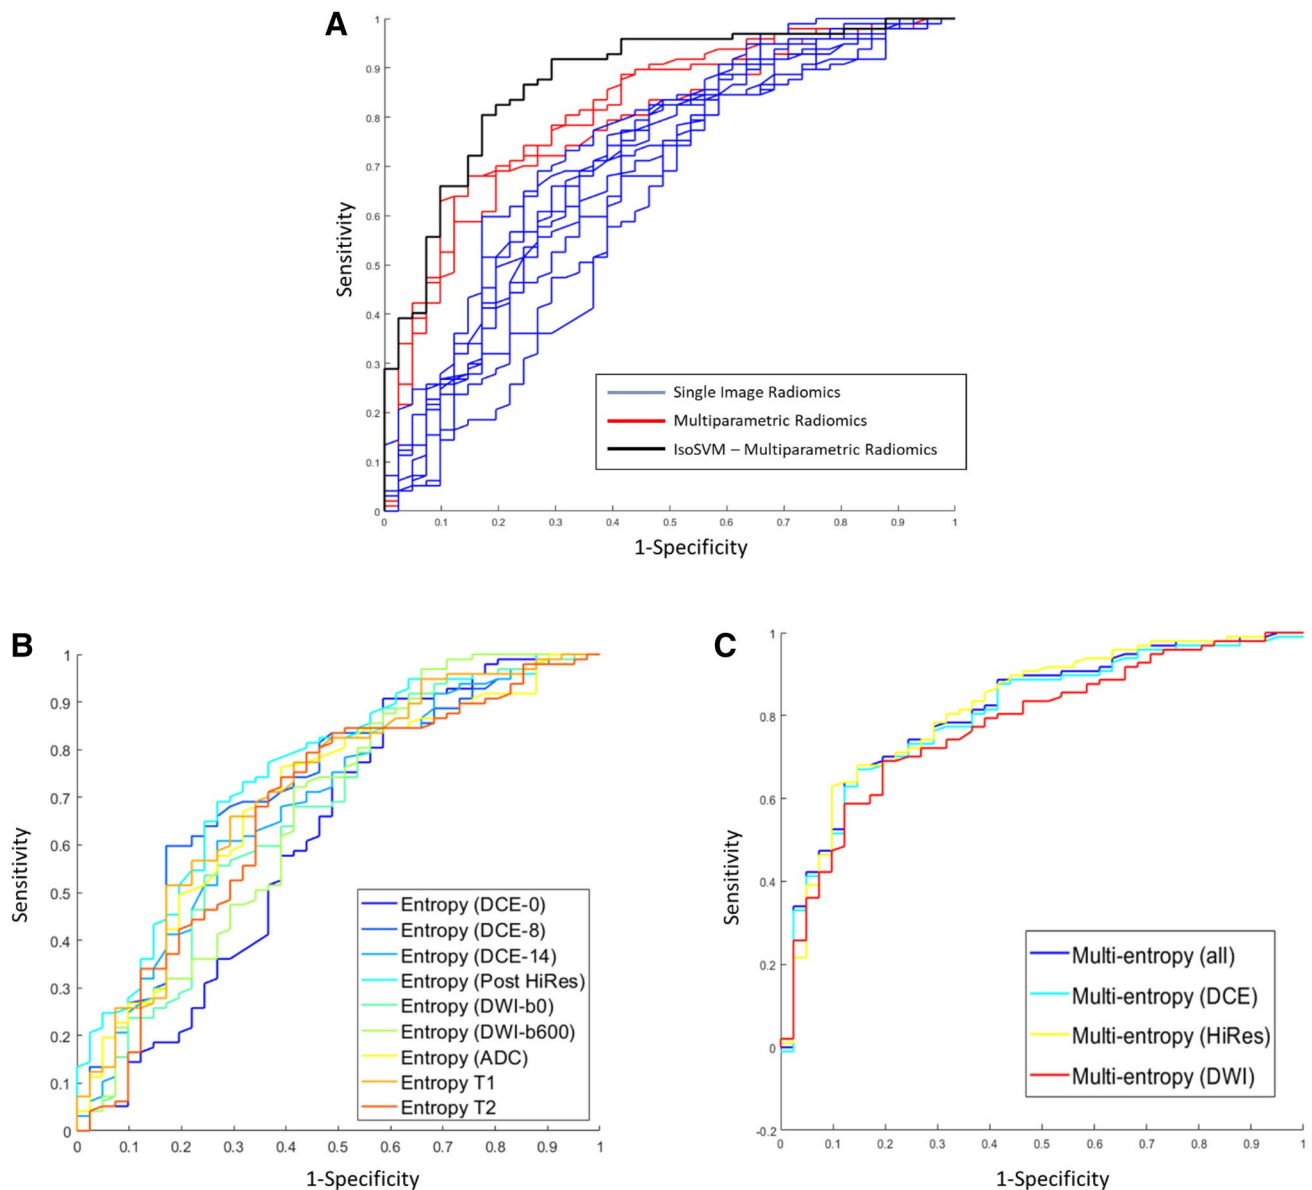 A
1
0.9
0.8
0.7
0.6
0.5
0.4
0.3
0.2
0.1
0
Sensitivity
Single Image Radiomics
Multiparametric Radiomics
IsoSVM – Multiparametric Radiomics
0 0.1 0.2 0.3 0.4 0.5 0.6 0.7 0.8 0.9 1
1-Specificity
B
1
0.9
0.8
0.7
0.6
0.5
0.4
0.3
0.2
0.1
0
Sensitivity
Entropy (DCE-0)
Entropy (DCE-8)
Entropy (DCE-14)
Entropy (Post HiRes)
Entropy (DWI-b0)
Entropy (DWI-b600)
Entropy (ADC)
Entropy T1
Entropy T2
0 0.1 0.2 0.3 0.4 0.5 0.6 0.7 0.8 0.9 1
1-Specificity
C
1
0.8
0.6
0.4
0.2
0
-0.2
Sensitivity
Multi-entropy (all)
Multi-entropy (DCE)
Multi-entropy (HiRes)
Multi-entropy (DWI)
0 0.1 0.2 0.3 0.4 0.5 0.6 0.7 0.8 0.9 1
1-Specificity